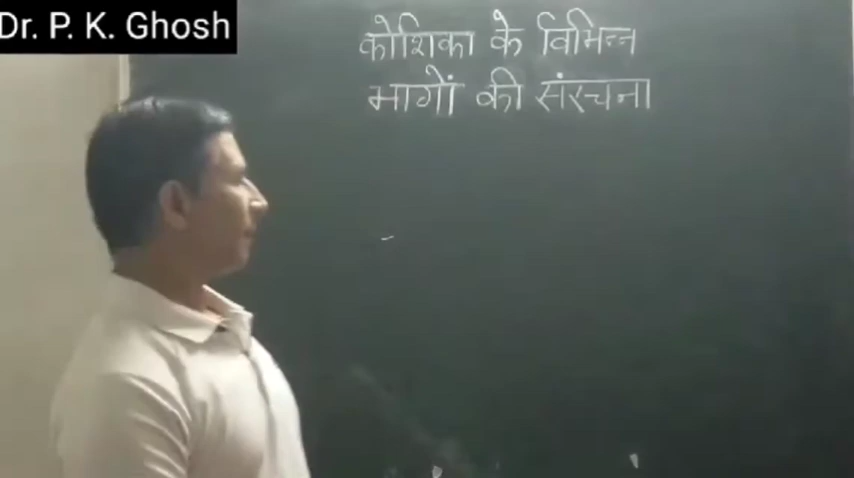 Dr. P. K. Ghosh
कोशिका के विभिन्न
भागों की संरचना